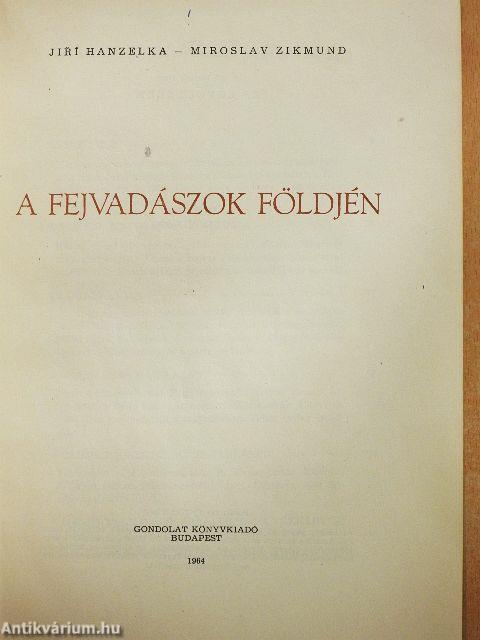 JIŘÍ HANZELKA – MIROSLAV ZIKMUND
A FEJVADÁSZOK FÖLDJÉN
GONDOLAT KÖNYVKIADÓ
BUDAPEST
1964
Antikvárium.hu